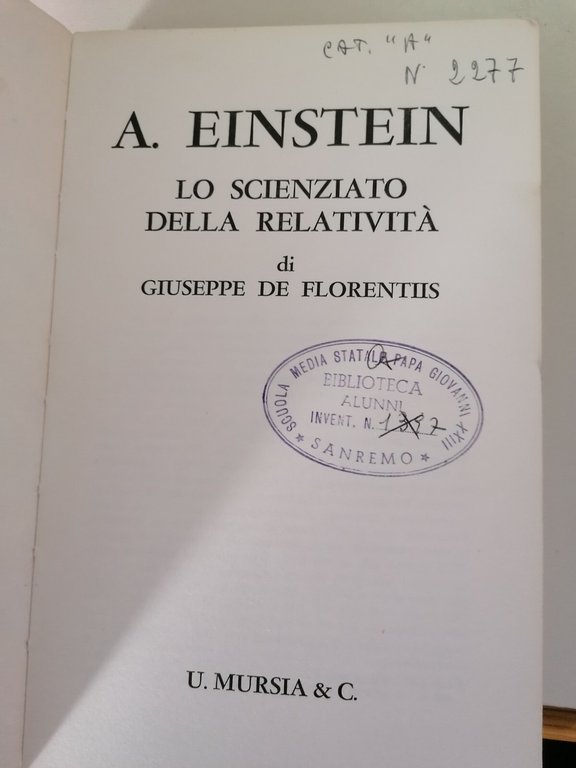 CAT. "A"
N 2277
A. EINSTEIN
LO SCIENZIATO
DELLA RELATIVITÀ
di
GIUSEPPE DE FLORENTIIS
SCUOLA MEDIA STATALE PAPA GIOVANNI XXIII
BIBLIOTECA
ALUNNI
INVENT. N.
* SANREMO *
U. MURSIA & C.